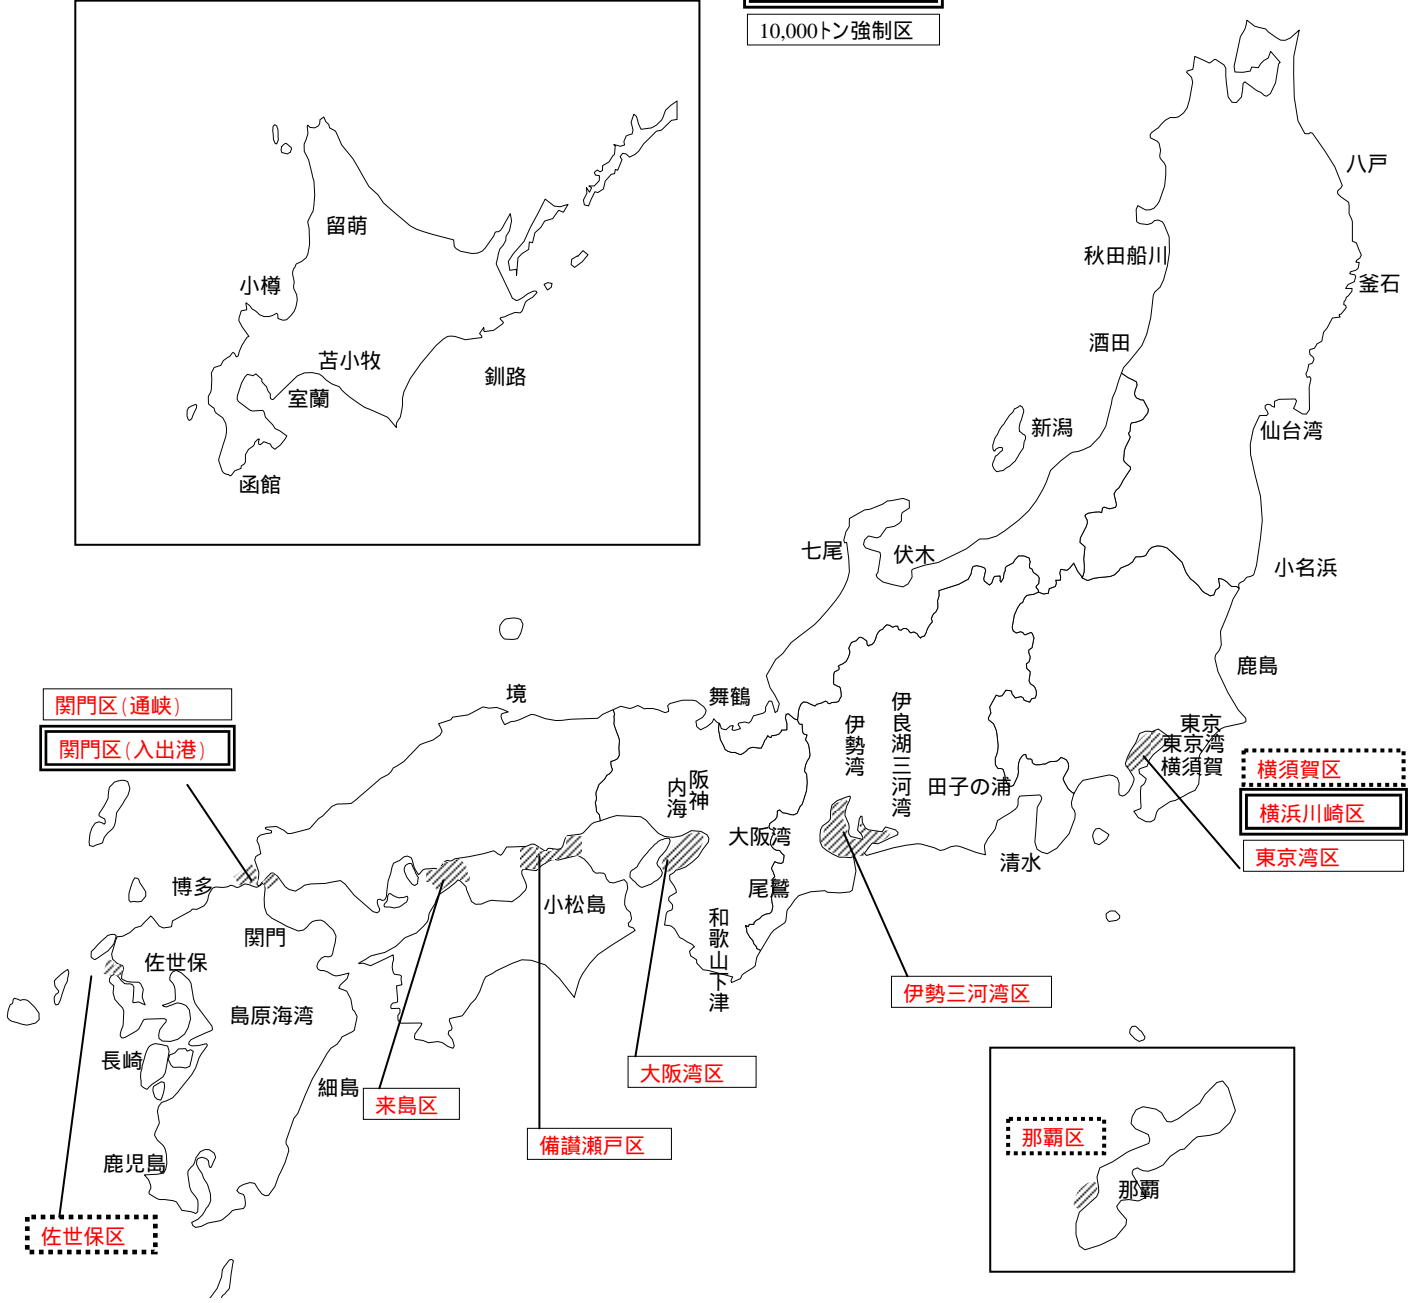 10,000トン強制区
八戸
留萌
秋田船川
小樽
釜石
酒田
苫小牧
釧路
室蘭
新潟
仙台湾
函館
七尾
伏木
小名浜
鹿島
境
舞鶴
関門区(通峡)
関門区(入出港)
伊勢湾
伊良湖三河湾
東京
東京湾
横須賀
横須賀区
横浜川崎区
東京湾区
阪神
内海
田子の浦
大阪湾
清水
博多
尾鷲
小松島
和歌山下津
関門
佐世保
伊勢三河湾区
島原海湾
長崎
大阪湾区
細島
来島区
備讃瀬戸区
那覇区
鹿児島
那覇
佐世保区